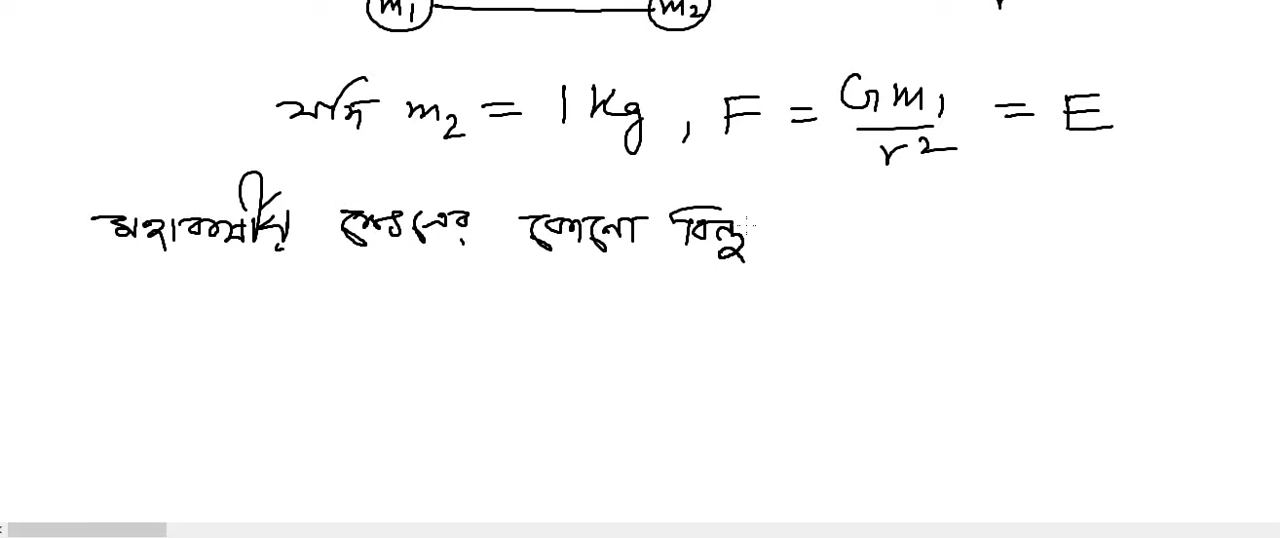 m₁ m₂
যদি m₂ = 1 kg, F = Gm₁/r² = E
মহাকর্ষীয় ক্ষেত্রের কোনো বিন্দু